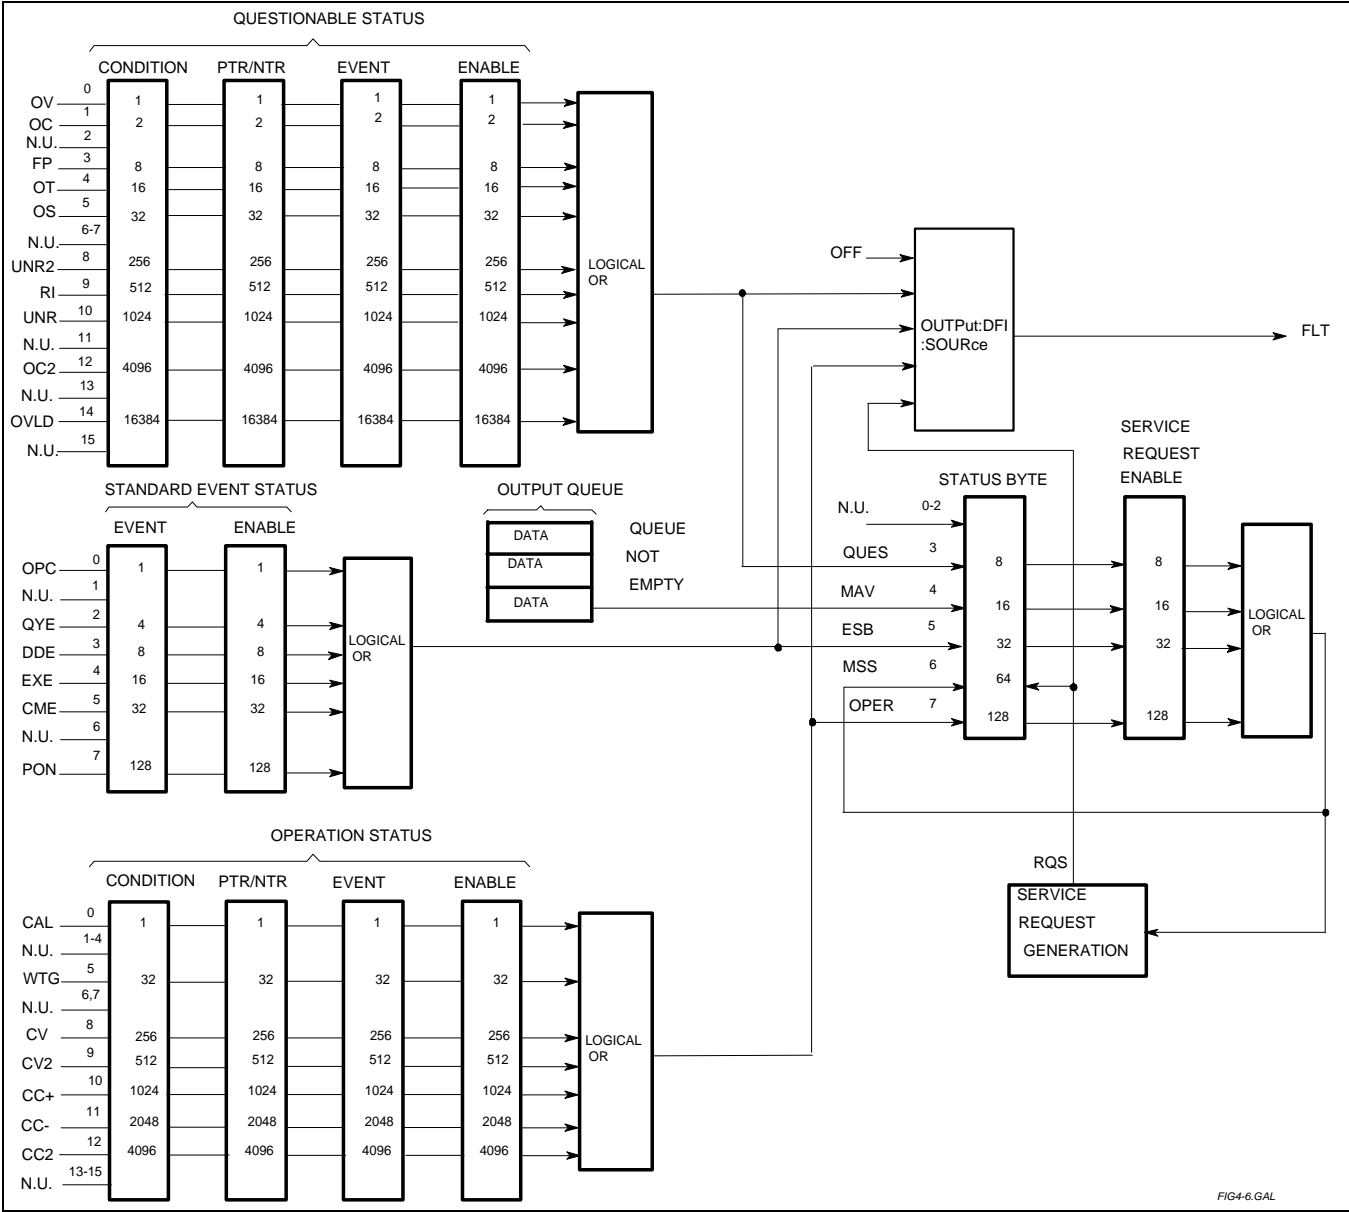 QUESTIONABLE STATUS
CONDITION PTR/NTR EVENT ENABLE
OV 0 1 1 1 1
OC 1 2 2 2 2
N.U. 2
FP 3 8 8 8 8
OT 4 16 16 16 16
OS 5 32 32 32 32
N.U. 6-7
UNR2 8 256 256 256 256
RI 9 512 512 512 512
UNR 10 1024 1024 1024 1024
N.U. 11
OC2 12 4096 4096 4096 4096
N.U. 13
OVLD 14 16384 16384 16384 16384
N.U. 15
LOGICAL
OR
OFF
OUTPut:DFI
:SOURce
FLT
STANDARD EVENT STATUS
EVENT ENABLE
OPC 0 1 1
N.U. 1
QYE 2 4 4
DDE 3 8 8
EXE 4 16 16
CME 5 32 32
N.U. 6
PON 7 128 128
LOGICAL
OR
OUTPUT QUEUE
DATA
DATA
DATA
QUEUE
NOT
EMPTY
STATUS BYTE
SERVICE
REQUEST
ENABLE
N.U. 0-2
QUES 3 8 8
MAV 4 16 16
ESB 5 32 32
MSS 6 64
OPER 7 128 128
LOGICAL
OR
RQS
SERVICE
REQUEST
GENERATION
OPERATION STATUS
CONDITION PTR/NTR EVENT ENABLE
CAL 0 1 1 1 1
N.U. 1-4
WTG 5 32 32 32 32
N.U. 6,7
CV 8 256 256 256 256
CV2 9 512 512 512 512
CC+ 10 1024 1024 1024 1024
CC- 11 2048 2048 2048 2048
CC2 12 4096 4096 4096 4096
N.U. 13-15
LOGICAL
OR
FIG4-6.GAL